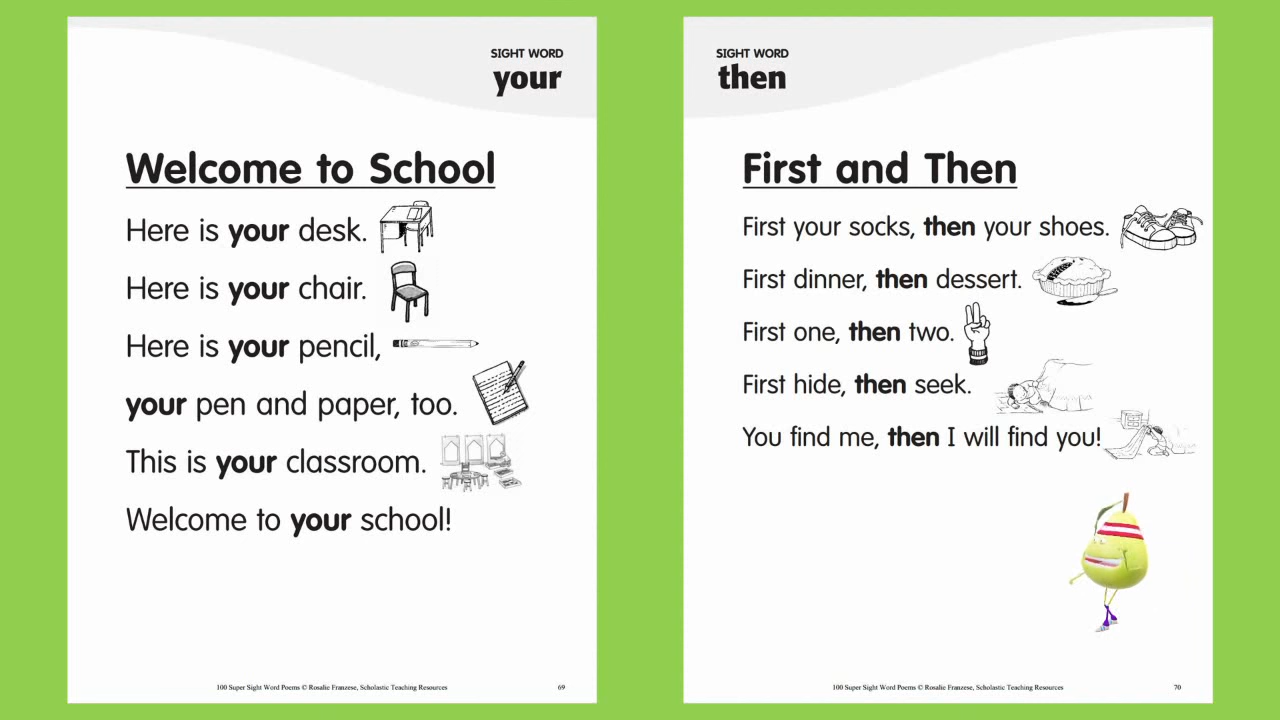 SIGHT WORD
your
Welcome to School
Here is your desk.
Here is your chair.
Here is your pencil,
your pen and paper, too.
This is your classroom.
Welcome to your school!
100 Super Sight Word Poems © Rosalie Franzese, Scholastic Teaching Resources
69
SIGHT WORD
then
First and Then
First your socks, then your shoes.
First dinner, then dessert.
First one, then two.
First hide, then seek.
You find me, then I will find you!
100 Super Sight Word Poems © Rosalie Franzese, Scholastic Teaching Resources
70